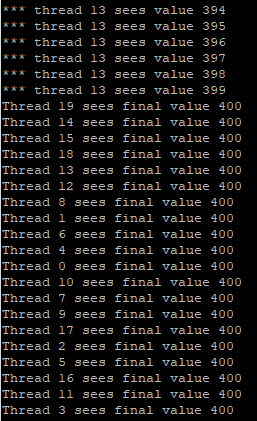 *** thread 13 sees value 394
*** thread 13 sees value 395
*** thread 13 sees value 396
*** thread 13 sees value 397
*** thread 13 sees value 398
*** thread 13 sees value 399
Thread 19 sees final value 400
Thread 14 sees final value 400
Thread 15 sees final value 400
Thread 18 sees final value 400
Thread 13 sees final value 400
Thread 12 sees final value 400
Thread 8 sees final value 400
Thread 1 sees final value 400
Thread 6 sees final value 400
Thread 4 sees final value 400
Thread 0 sees final value 400
Thread 10 sees final value 400
Thread 7 sees final value 400
Thread 9 sees final value 400
Thread 17 sees final value 400
Thread 2 sees final value 400
Thread 5 sees final value 400
Thread 16 sees final value 400
Thread 11 sees final value 400
Thread 3 sees final value 400